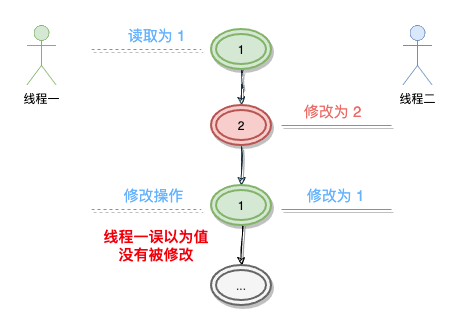 读取为 1
1
线程一
线程二
2
修改为 2
修改操作
1
修改为 1
线程一误以为值
没有被修改
...